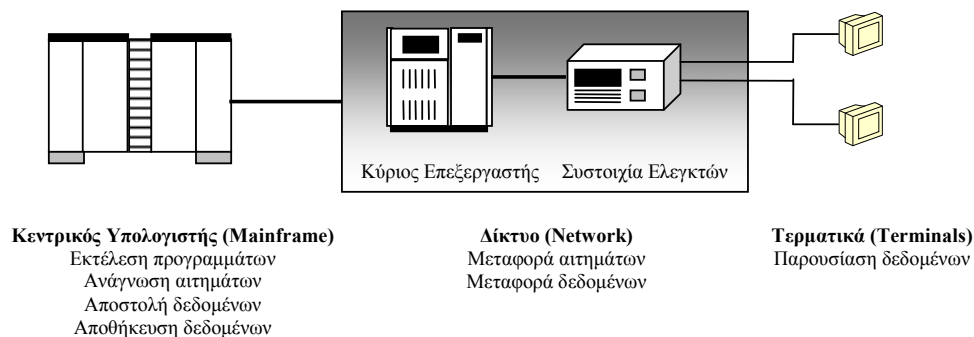 Κύριος Επεξεργαστής
Συστοιχία Ελεγκτών
Κεντρικός Υπολογιστής (Mainframe)
Εκτέλεση προγραμμάτων
Ανάγνωση αιτημάτων
Αποστολή δεδομένων
Αποθήκευση δεδομένων
Δίκτυο (Network)
Μεταφορά αιτημάτων
Μεταφορά δεδομένων
Τερματικά (Terminals)
Παρουσίαση δεδομένων